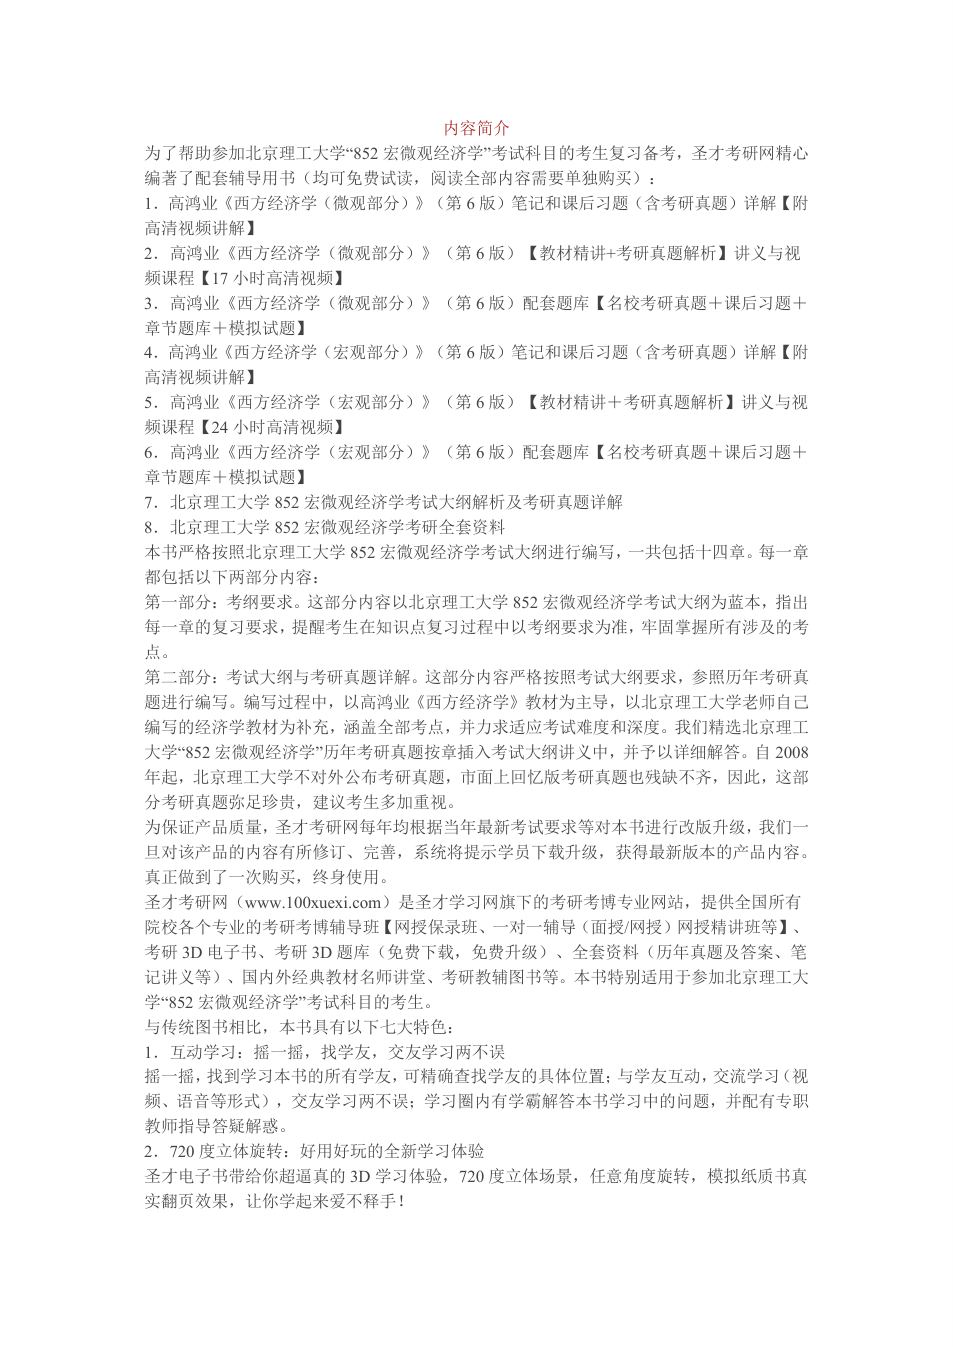 内容简介
为了帮助参加北京理工大学“852 宏微观经济学”考试科目的考生复习备考，圣才考研网精心
编著了配套辅导用书（均可免费试读，阅读全部内容需要单独购买）：
1．高鸿业《西方经济学（微观部分）》（第 6 版）笔记和课后习题（含考研真题）详解【附
高清视频讲解】
2．高鸿业《西方经济学（微观部分）》（第 6 版）【教材精讲+考研真题解析】讲义与视
频课程【17 小时高清视频】
3．高鸿业《西方经济学（微观部分）》（第 6 版）配套题库【名校考研真题＋课后习题＋
章节题库＋模拟试题】
4．高鸿业《西方经济学（宏观部分）》（第 6 版）笔记和课后习题（含考研真题）详解【附
高清视频讲解】
5．高鸿业《西方经济学（宏观部分）》（第 6 版）【教材精讲＋考研真题解析】讲义与视
频课程【24 小时高清视频】
6．高鸿业《西方经济学（宏观部分）》（第 6 版）配套题库【名校考研真题＋课后习题＋
章节题库＋模拟试题】
7．北京理工大学 852 宏微观经济学考试大纲解析及考研真题详解
8．北京理工大学 852 宏微观经济学考研全套资料
本书严格按照北京理工大学 852 宏微观经济学考试大纲进行编写，一共包括十四章。每一章
都包括以下两部分内容：
第一部分：考纲要求。这部分内容以北京理工大学 852 宏微观经济学考试大纲为蓝本，指出
每一章的复习要求，提醒考生在知识点复习过程中以考纲要求为准，牢固掌握所有涉及的考
点。
第二部分：考试大纲与考研真题详解。这部分内容严格按照考试大纲要求，参照历年考研真
题进行编写。编写过程中，以高鸿业《西方经济学》教材为主导，以北京理工大学老师自己
编写的经济学教材为补充，涵盖全部考点，并力求适应考试难度和深度。我们精选北京理工
大学“852 宏微观经济学”历年考研真题按章插入考试大纲讲义中，并予以详细解答。自 2008
年起，北京理工大学不对外公布考研真题，市面上回忆版考研真题也残缺不齐，因此，这部
分考研真题弥足珍贵，建议考生多加重视。
为保证产品质量，圣才考研网每年均根据当年最新考试要求等对本书进行改版升级，我们一
旦对该产品的内容有所修订、完善，系统将提示学员下载升级，获得最新版本的产品内容。
真正做到了一次购买，终身使用。
圣才考研网（www.100xuexi.com）是圣才学习网旗下的考研考博专业网站，提供全国所有
院校各个专业的考研考博辅导班【网授保录班、一对一辅导（面授/网授）网授精讲班等】、
考研 3D 电子书、考研 3D 题库（免费下载，免费升级）、全套资料（历年真题及答案、笔
记讲义等）、国内外经典教材名师讲堂、考研教辅图书等。本书特别适用于参加北京理工大
学“852 宏微观经济学”考试科目的考生。
与传统图书相比，本书具有以下七大特色：
1．互动学习：摇一摇，找学友，交友学习两不误
摇一摇，找到学习本书的所有学友，可精确查找学友的具体位置；与学友互动，交流学习（视
频、语音等形式），交友学习两不误；学习圈内有学霸解答本书学习中的问题，并配有专职
教师指导答疑解惑。
2．720 度立体旋转：好用好玩的全新学习体验
圣才电子书带给你超逼真的 3D 学习体验，720 度立体场景，任意角度旋转，模拟纸质书真
实翻页效果，让你学起来爱不释手！